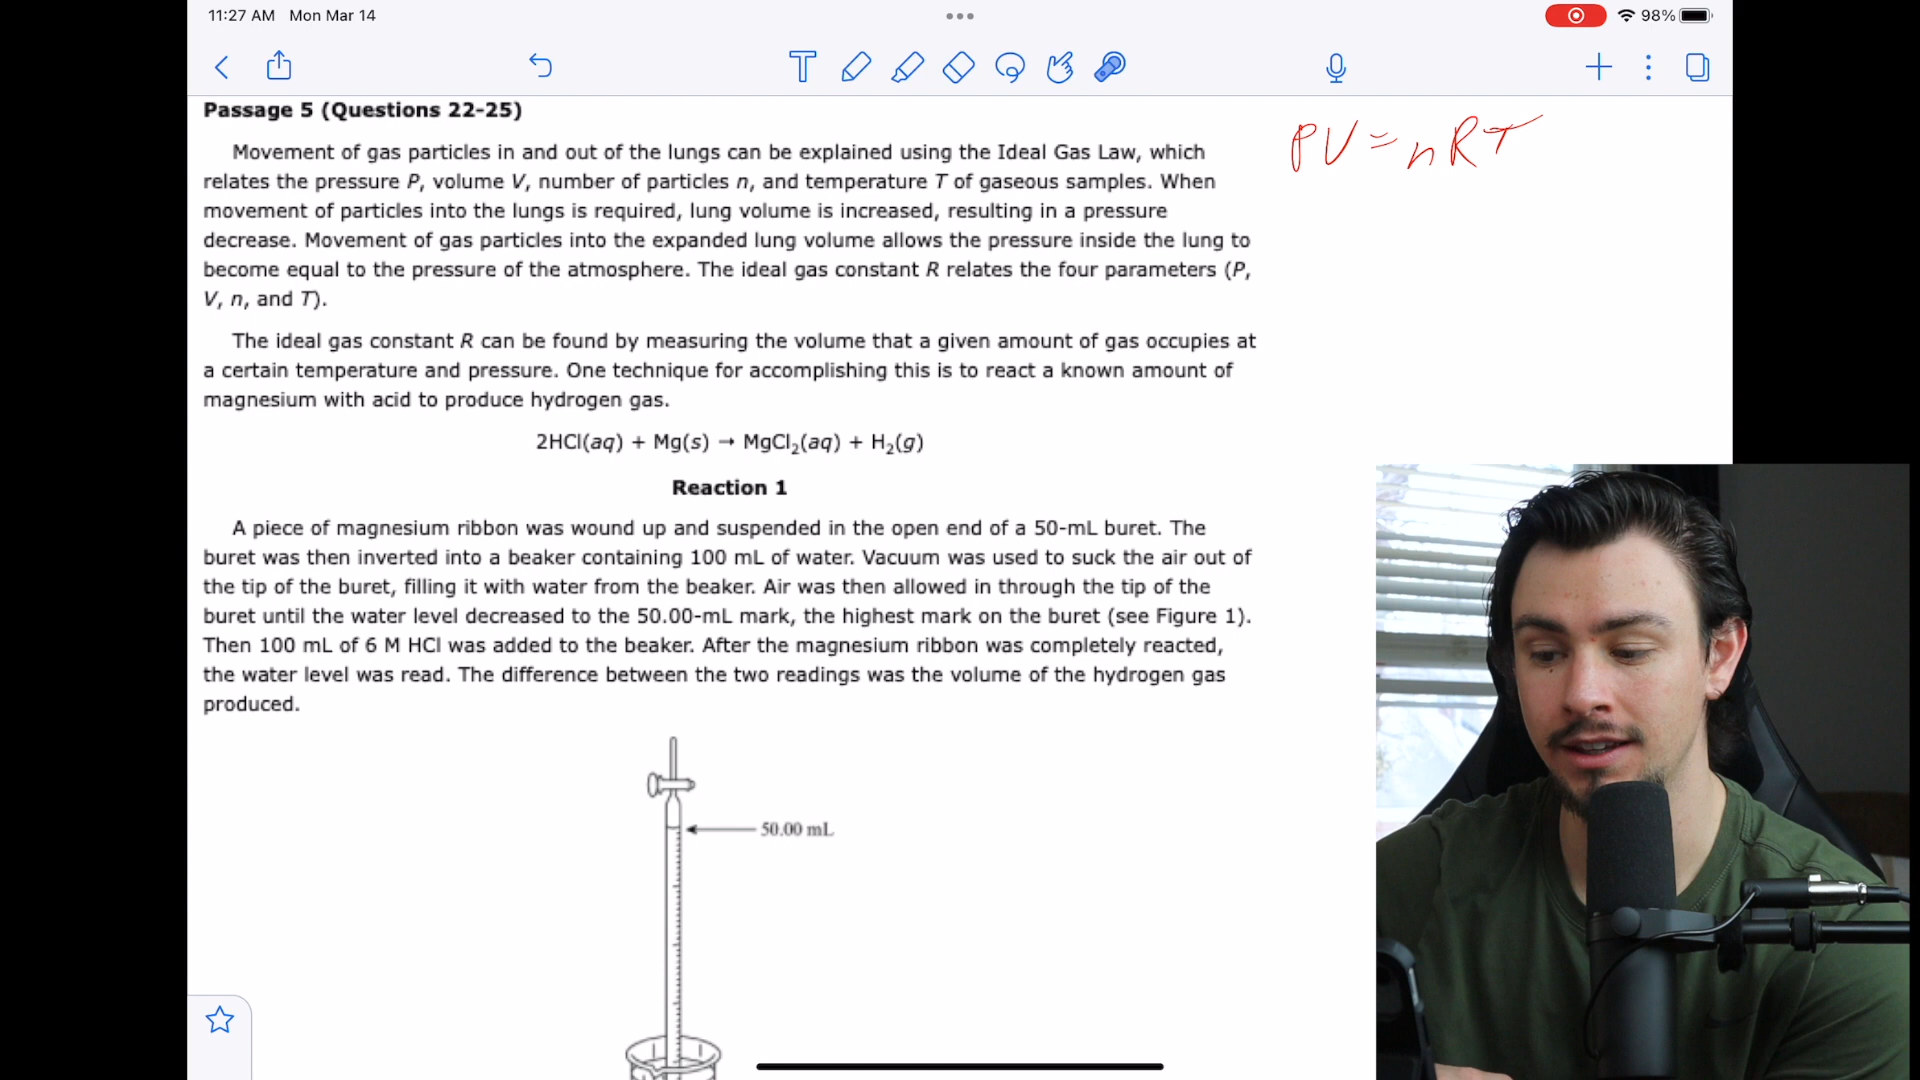 11:27 AM Mon Mar 14
98%
Passage 5 (Questions 22-25)
PV = nRT
Movement of gas particles in and out of the lungs can be explained using the Ideal Gas Law, which
relates the pressure P, volume V, number of particles n, and temperature T of gaseous samples. When
movement of particles into the lungs is required, lung volume is increased, resulting in a pressure
decrease. Movement of gas particles into the expanded lung volume allows the pressure inside the lung to
become equal to the pressure of the atmosphere. The ideal gas constant R relates the four parameters (P,
V, n, and T).
The ideal gas constant R can be found by measuring the volume that a given amount of gas occupies at
a certain temperature and pressure. One technique for accomplishing this is to react a known amount of
magnesium with acid to produce hydrogen gas.
2HCl(aq) + Mg(s) → MgCl₂(aq) + H₂(g)
Reaction 1
A piece of magnesium ribbon was wound up and suspended in the open end of a 50-mL buret. The
buret was then inverted into a beaker containing 100 mL of water. Vacuum was used to suck the air out of
the tip of the buret, filling it with water from the beaker. Air was then allowed in through the tip of the
buret until the water level decreased to the 50.00-mL mark, the highest mark on the buret (see Figure 1).
Then 100 mL of 6 M HCl was added to the beaker. After the magnesium ribbon was completely reacted,
the water level was read. The difference between the two readings was the volume of the hydrogen gas
produced.
50.00 mL